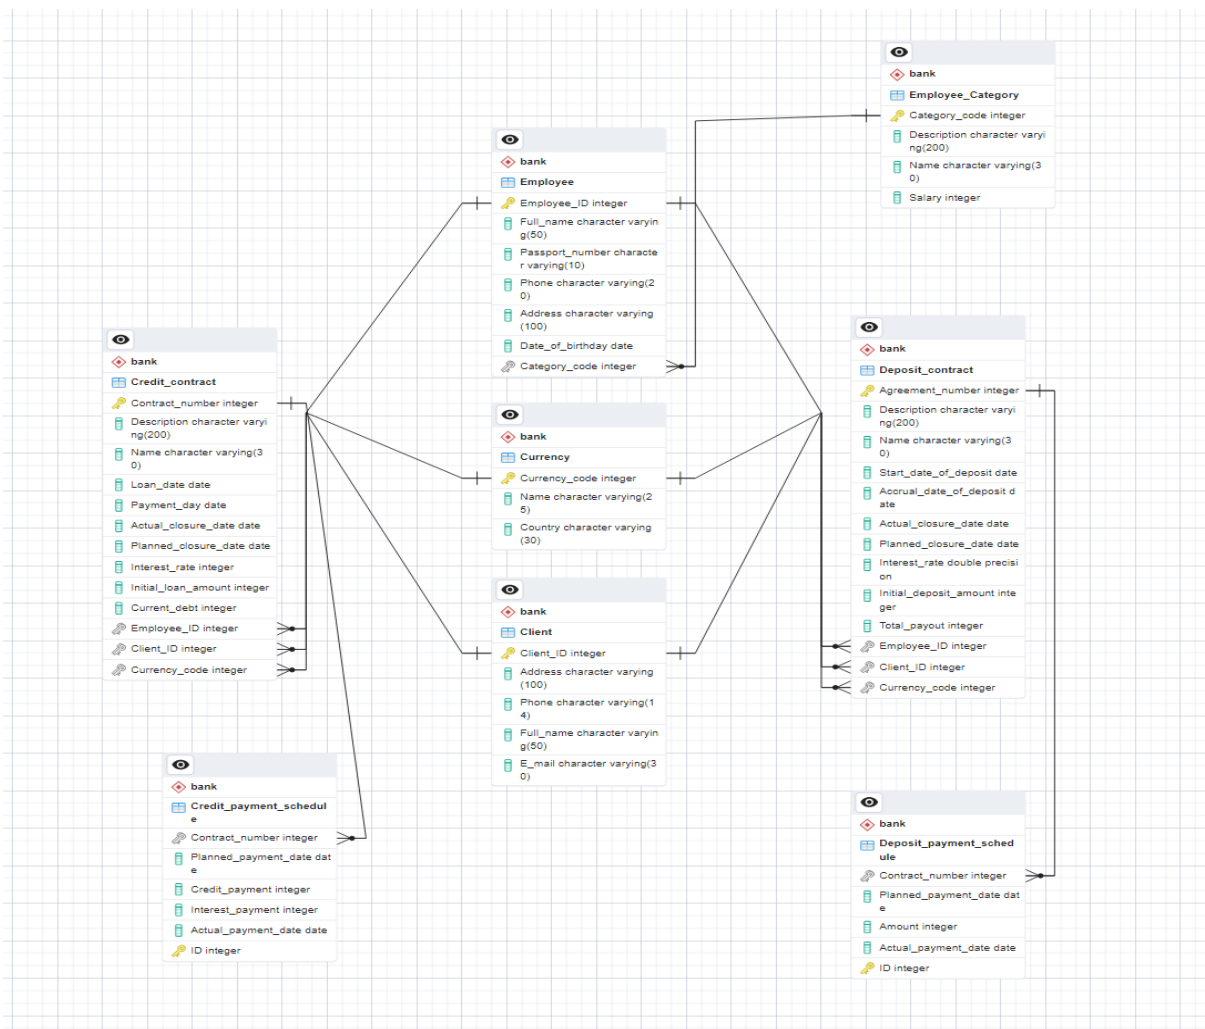 bank
Employee_Category
Category_code integer
Description character varyi
ng(200)
Name character varying(3
0)
Salary integer
bank
Employee
Employee_ID integer
Full_name character varyin
g(50)
Passport_number characte
r varying(10)
Phone character varying(2
0)
Address character varying
(100)
Date_of_birthday date
Category_code integer
bank
Credit_contract
Contract_number integer
Description character varyi
ng(200)
Name character varying(3
0)
Loan_date date
Payment_day date
Actual_closure_date date
Planned_closure_date date
Interest_rate integer
Initial_loan_amount integer
Current_debt integer
Employee_ID integer
Client_ID integer
Currency_code integer
bank
Currency
Currency_code integer
Name character varying(2
5)
Country character varying
(30)
bank
Client
Client_ID integer
Address character varying
(100)
Phone character varying(1
4)
Full_name character varyin
g(50)
E_mail character varying(3
0)
bank
Deposit_contract
Agreement_number integer
Description character varyi
ng(200)
Name character varying(3
0)
Start_date_of_deposit date
Accrual_date_of_deposit d
ate
Actual_closure_date date
Planned_closure_date date
Interest_rate double precisi
on
Initial_deposit_amount inte
ger
Total_payout integer
Employee_ID integer
Client_ID integer
Currency_code integer
bank
Credit_payment_schedul
e
Contract_number integer
Planned_payment_date dat
e
Credit_payment integer
Interest_payment integer
Actual_payment_date date
ID integer
bank
Deposit_payment_sched
ule
Contract_number integer
Planned_payment_date dat
e
Amount integer
Actual_payment_date date
ID integer